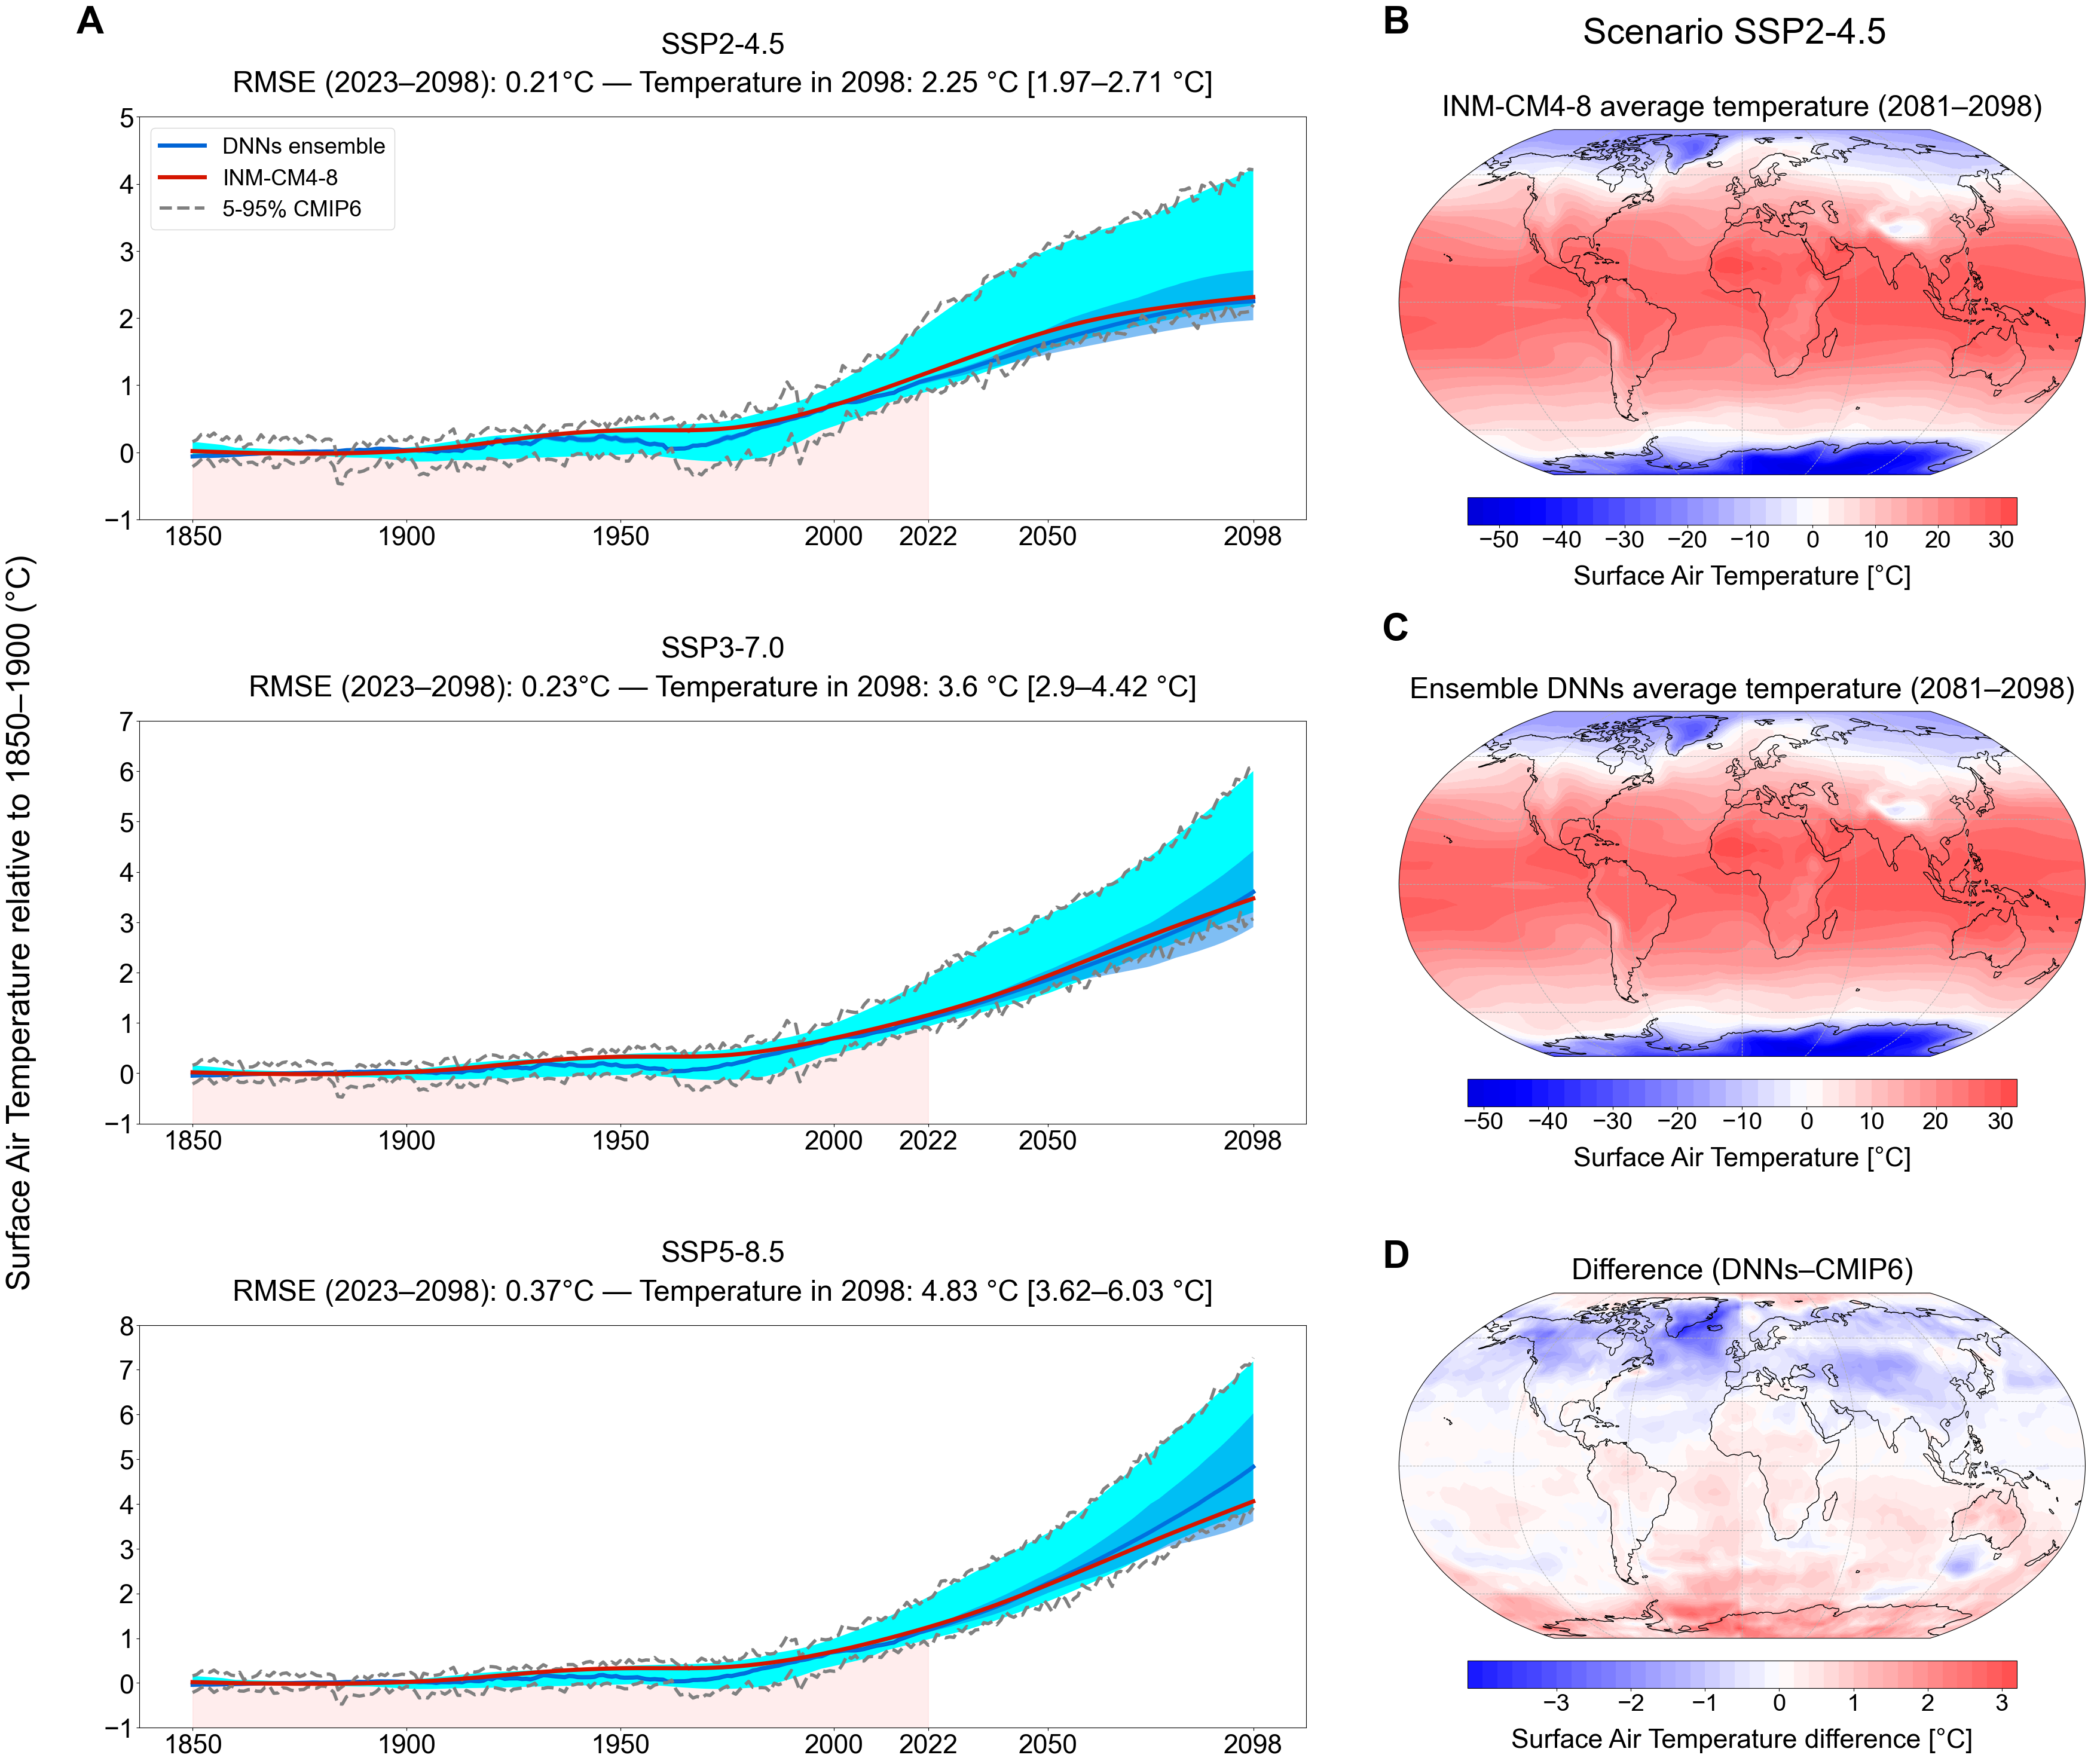 A
Surface Air Temperature relative to 1850–1900 (°C)
SSP2-4.5
RMSE (2023–2098): 0.21°C — Temperature in 2098: 2.25 °C [1.97–2.71 °C]
DNNs ensemble
INM-CM4-8
5-95% CMIP6
5
4
3
2
1
0
−1
1850 1900 1950 2000 2022 2050 2098
SSP3-7.0
RMSE (2023–2098): 0.23°C — Temperature in 2098: 3.6 °C [2.9–4.42 °C]
7
6
5
4
3
2
1
0
−1
1850 1900 1950 2000 2022 2050 2098
SSP5-8.5
RMSE (2023–2098): 0.37°C — Temperature in 2098: 4.83 °C [3.62–6.03 °C]
8
7
6
5
4
3
2
1
0
−1
1850 1900 1950 2000 2022 2050 2098
B
Scenario SSP2-4.5
INM-CM4-8 average temperature (2081–2098)
−50 −40 −30 −20 −10 0 10 20 30
Surface Air Temperature [°C]
C
Ensemble DNNs average temperature (2081–2098)
−50 −40 −30 −20 −10 0 10 20 30
Surface Air Temperature [°C]
D
Difference (DNNs–CMIP6)
−3 −2 −1 0 1 2 3
Surface Air Temperature difference [°C]